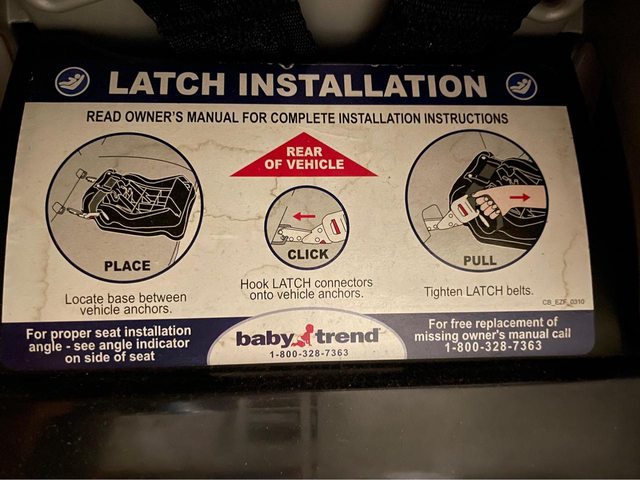 LATCH INSTALLATION
READ OWNER'S MANUAL FOR COMPLETE INSTALLATION INSTRUCTIONS
REAR
OF VEHICLE
PLACE
Locate base between
vehicle anchors.
CLICK
Hook LATCH connectors
onto vehicle anchors.
PULL
Tighten LATCH belts.
CB_EZF_0310
For proper seat installation
angle - see angle indicator
on side of seat
baby trend
1-800-328-7363
For free replacement of
missing owner's manual call
1-800-328-7363